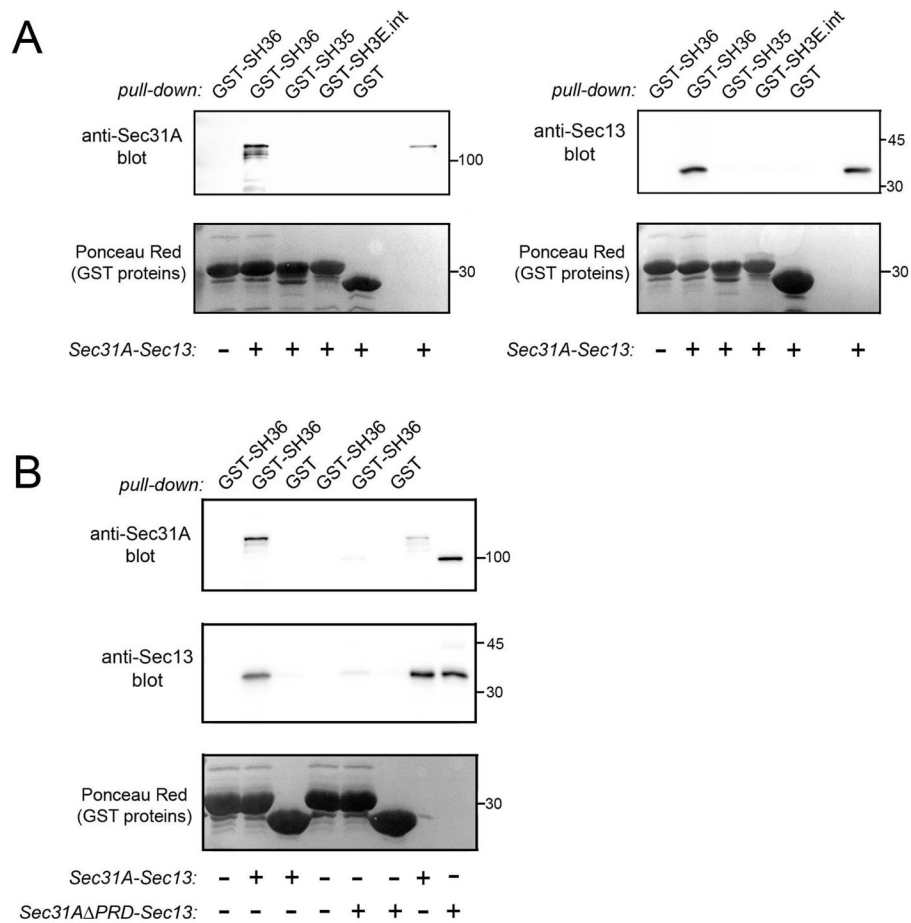 A
pull-down:
GST-SH36
GST-SH36
GST-SH35
GST-SH3E.int
GST
anti-Sec31A
blot
100
Ponceau Red
(GST proteins)
30
Sec31A-Sec13: - + + + + +
pull-down:
GST-SH36
GST-SH36
GST-SH35
GST-SH3E.int
GST
anti-Sec13
blot
45
30
Ponceau Red
(GST proteins)
30
Sec31A-Sec13: - + + + + +
B
pull-down:
GST-SH36
GST-SH36
GST
GST-SH36
GST-SH36
GST
anti-Sec31A
blot
100
anti-Sec13
blot
45
30
Ponceau Red
(GST proteins)
30
Sec31A-Sec13: - + + - - - + -
Sec31AΔPRD-Sec13: - - - - + + - +